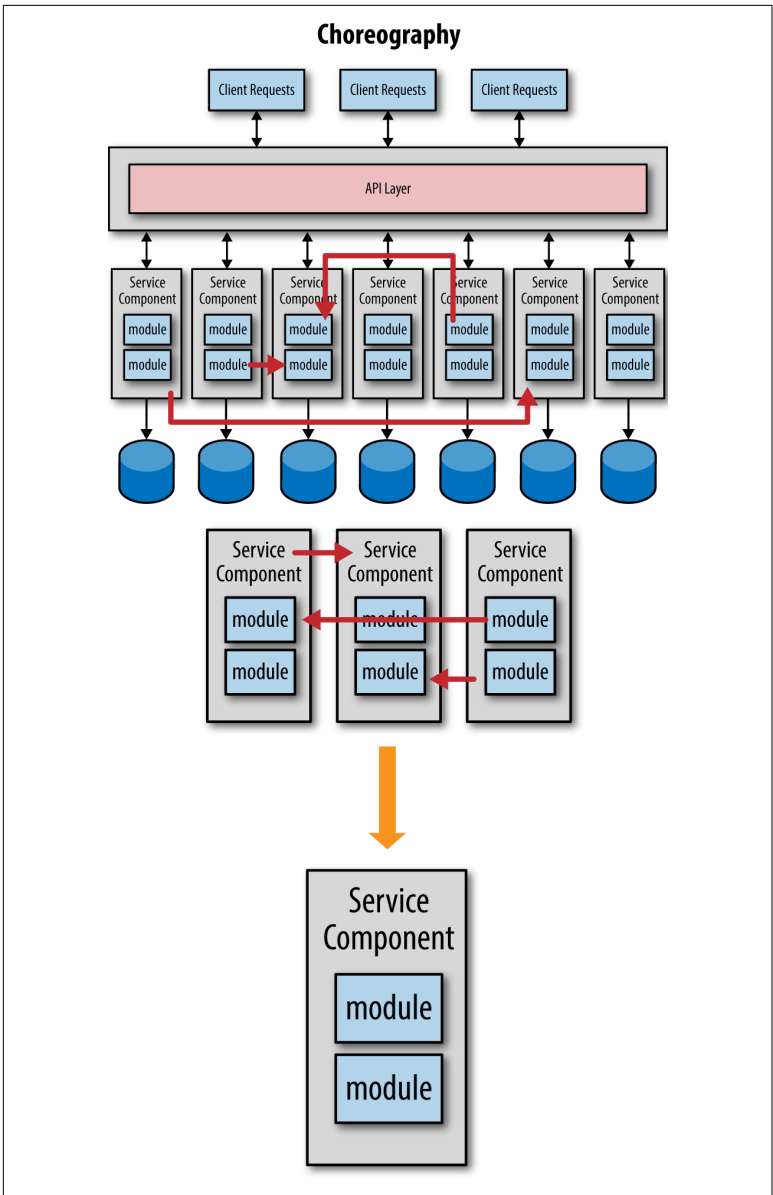 Choreography
Client Requests Client Requests Client Requests
API Layer
Service Service Service Service Service Service Service
Component Component Component Component Component Component Component
module module module module module module module
module module module module module module module
Service Service Service
Component Component Component
module module module
module module module
Service
Component
module
module